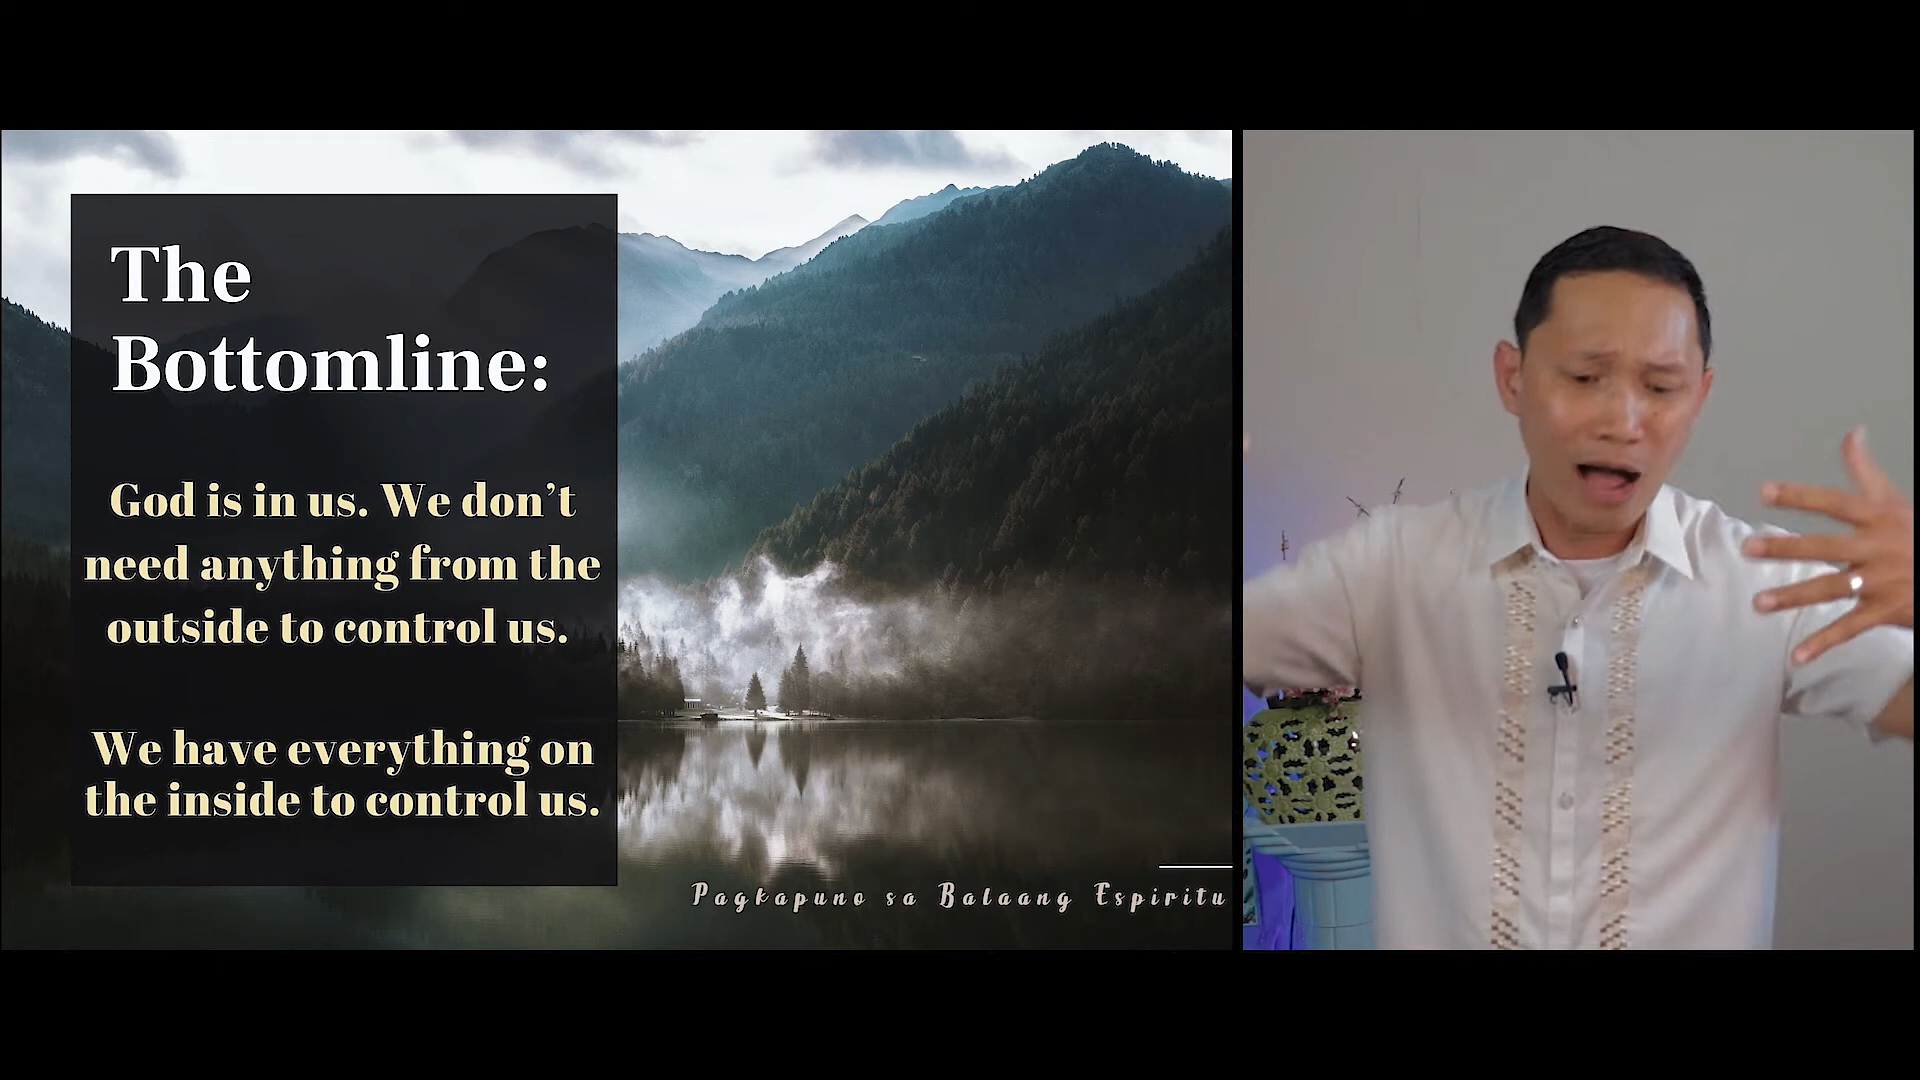 The
Bottomline:
God is in us. We don’t
need anything from the
outside to control us.
We have everything on
the inside to control us.
Pagkapuno sa Balaang Espiritu